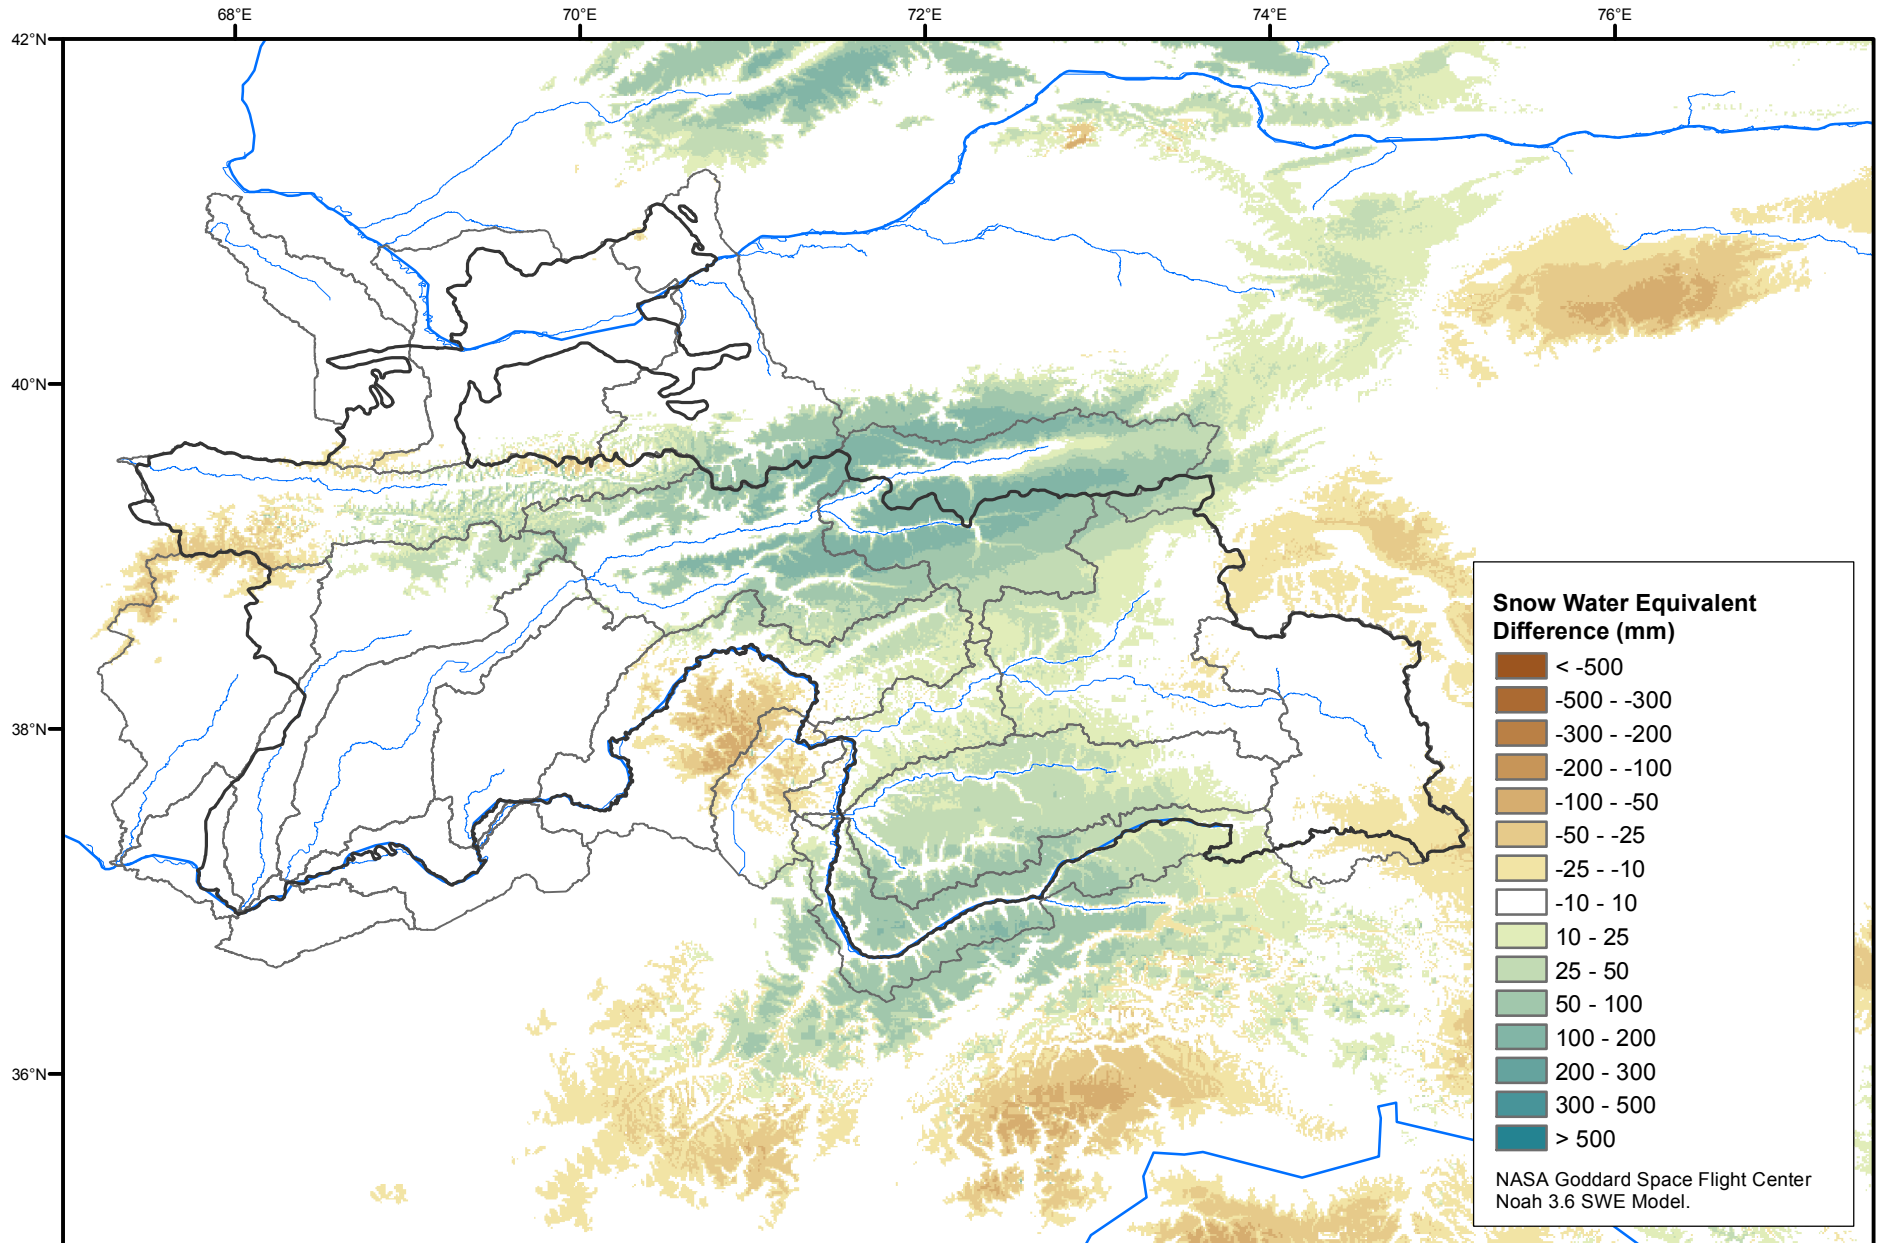 68°E
70°E
72°E
74°E
76°E
42°N
40°N
38°N
36°N
Snow Water Equivalent
Difference (mm)
< -500
-500 - -300
-300 - -200
-200 - -100
-100 - -50
-50 - -25
-25 - -10
-10 - 10
10 - 25
25 - 50
50 - 100
100 - 200
200 - 300
300 - 500
> 500
NASA Goddard Space Flight Center
Noah 3.6 SWE Model.